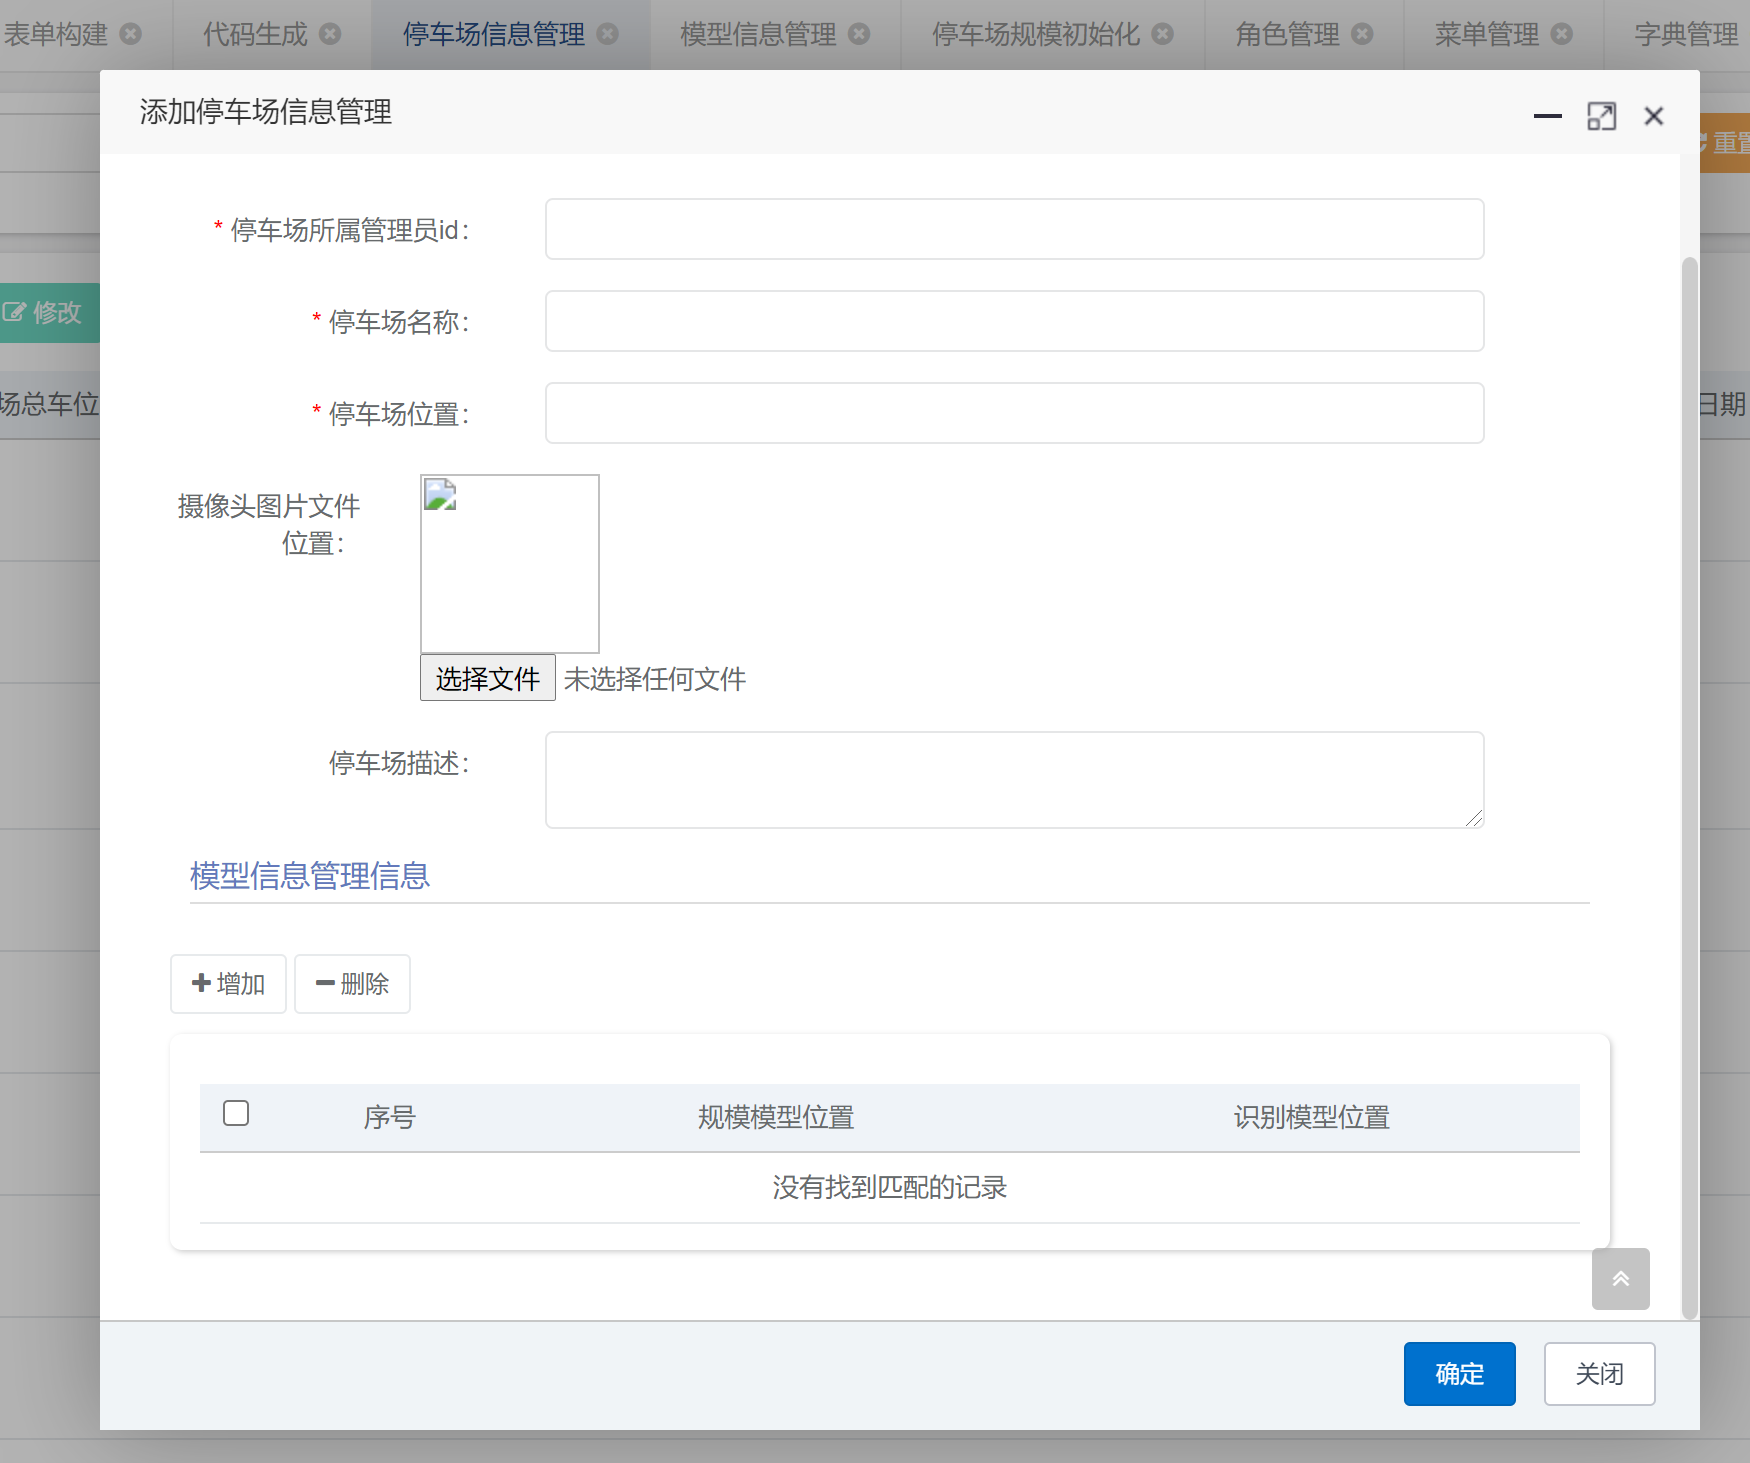 表单构建
代码生成
停车场信息管理
模型信息管理
停车场规模初始化
角色管理
菜单管理
字典管理
添加停车场信息管理
重置
* 停车场所属管理员id：
修改
* 停车场名称：
场总车位
日期
* 停车场位置：
摄像头图片文件
位置：
选择文件 未选择任何文件
停车场描述：
模型信息管理信息
增加 删除
序号 规模模型位置 识别模型位置
没有找到匹配的记录
确定 关闭